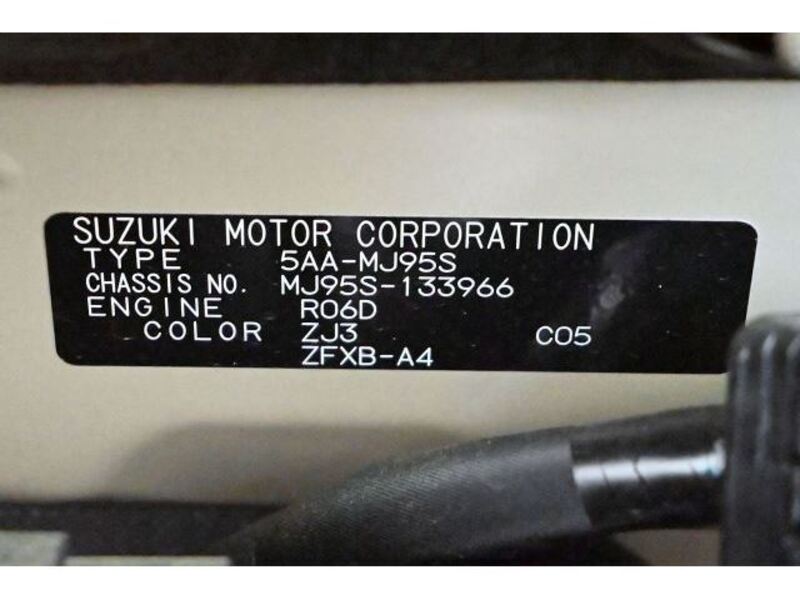 SUZUKI MOTOR CORPORATION
TYPE 5AA-MJ95S
CHASSIS NO. MJ95S-133966
ENGINE R06D
COLOR ZJ3 C05
ZFXB-A4